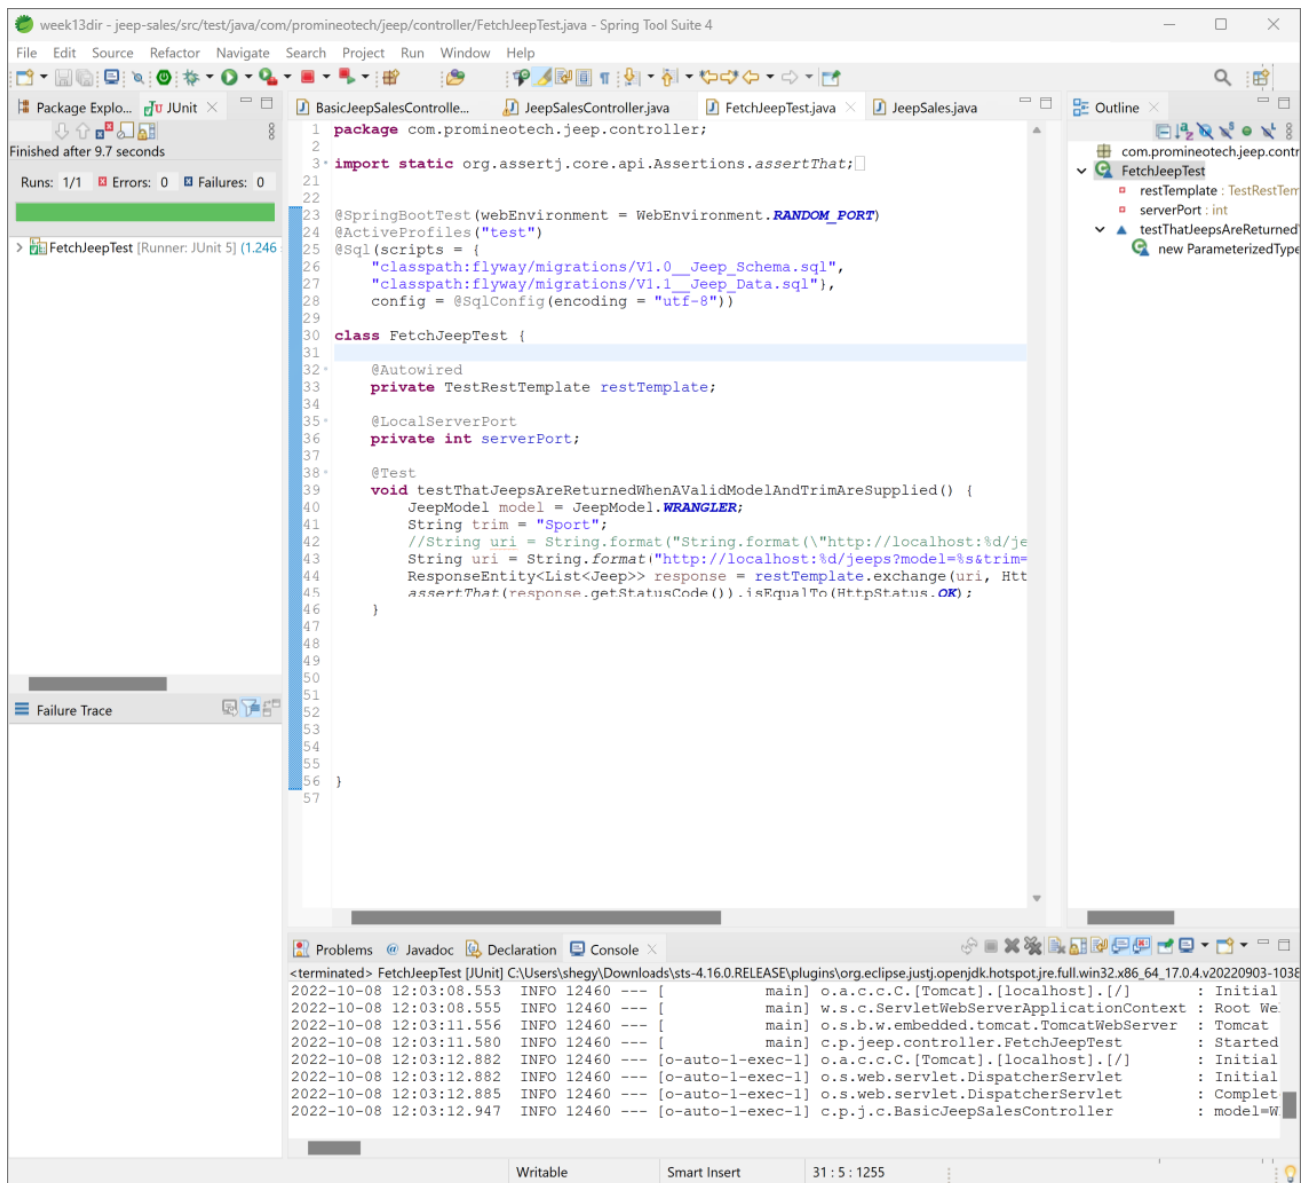 week13dir - jeep-sales/src/test/java/com/promineotech/jeep/controller/FetchJeepTest.java - Spring Tool Suite 4
File Edit Source Refactor Navigate Search Project Run Window Help
Package Explo... JUnit
Finished after 9.7 seconds
Runs: 1/1 Errors: 0 Failures: 0
FetchJeepTest [Runner: JUnit 5] (1.246
Failure Trace
BasicJeepSalesControlle... JeepSalesController.java FetchJeepTest.java JeepSales.java
1 package com.promineotech.jeep.controller;
2
3 import static org.assertj.core.api.Assertions.assertThat;
21
22
23 @SpringBootTest(webEnvironment = WebEnvironment.RANDOM_PORT)
24 @ActiveProfiles("test")
25 @Sql(scripts = {
26 "classpath:flyway/migrations/V1.0__Jeep_Schema.sql",
27 "classpath:flyway/migrations/V1.1__Jeep_Data.sql"},
28 config = @SqlConfig(encoding = "utf-8"))
29
30 class FetchJeepTest {
31
32 @Autowired
33 private TestRestTemplate restTemplate;
34
35 @LocalServerPort
36 private int serverPort;
37
38 @Test
39 void testThatJeepsAreReturnedWhenAValidModelAndTrimAreSupplied() {
40 JeepModel model = JeepModel.WRANGLER;
41 String trim = "Sport";
42 //String uri = String.format("String.format(\"http://localhost:%d/je
43 String uri = String.format("http://localhost:%d/jeeps?model=%s&trim=
44 ResponseEntity<List<Jeep>> response = restTemplate.exchange(uri, Htt
45 assertThat(response.getStatusCode()).isEqualTo(HttpStatus.OK);
46 }
47
48
49
50
51
52
53
54
55
56 }
57
Outline
com.promineotech.jeep.contr
FetchJeepTest
restTemplate : TestRestTem
serverPort : int
testThatJeepsAreReturned
new ParameterizedType
Problems Javadoc Declaration Console
<terminated> FetchJeepTest [JUnit] C:\Users\shegy\Downloads\sts-4.16.0.RELEASE\plugins\org.eclipse.justj.openjdk.hotspot.jre.full.win32.x86_64_17.0.4.v20220903-1038
2022-10-08 12:03:08.553 INFO 12460 --- [ main] o.a.c.c.C.[Tomcat].[localhost].[/] : Initial
2022-10-08 12:03:08.555 INFO 12460 --- [ main] w.s.c.ServletWebServerApplicationContext : Root We
2022-10-08 12:03:11.556 INFO 12460 --- [ main] o.s.b.w.embedded.tomcat.TomcatWebServer : Tomcat
2022-10-08 12:03:11.580 INFO 12460 --- [ main] c.p.jeep.controller.FetchJeepTest : Started
2022-10-08 12:03:12.882 INFO 12460 --- [o-auto-1-exec-1] o.a.c.c.C.[Tomcat].[localhost].[/] : Initial
2022-10-08 12:03:12.882 INFO 12460 --- [o-auto-1-exec-1] o.s.web.servlet.DispatcherServlet : Initial
2022-10-08 12:03:12.885 INFO 12460 --- [o-auto-1-exec-1] o.s.web.servlet.DispatcherServlet : Complet
2022-10-08 12:03:12.947 INFO 12460 --- [o-auto-1-exec-1] c.p.j.c.BasicJeepSalesController : model=W
Writable Smart Insert 31 : 5 : 1255